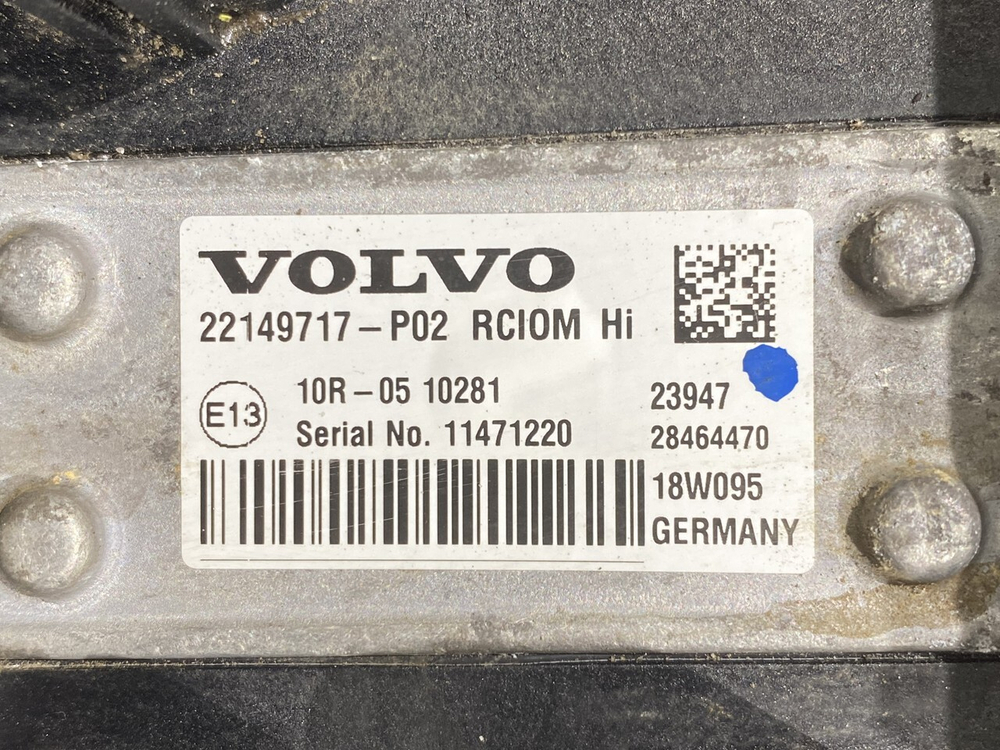 VOLVO
22149717-P02 RCIOM Hi
E13
10R-05 10281
Serial No. 11471220
23947
28464470
18W095
GERMANY